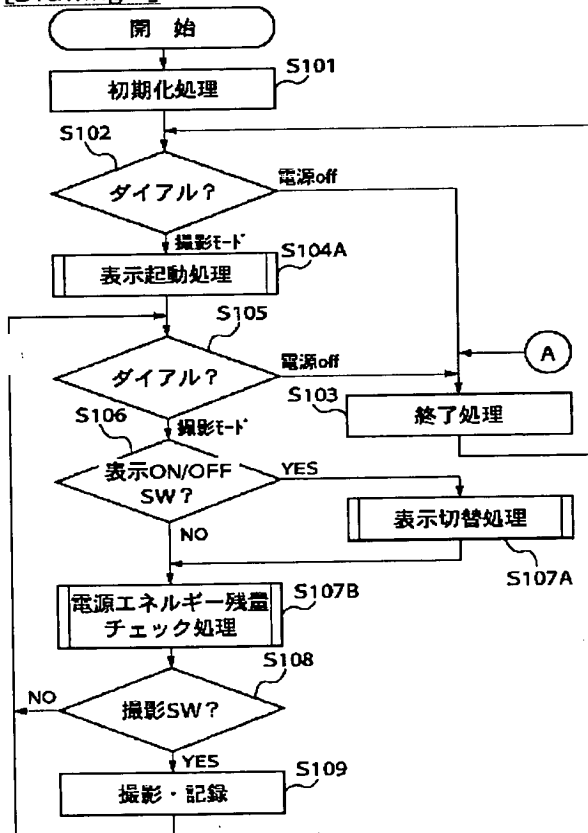 開 始
S101
初期化処理
S102
ダイアル?
電源off
撮影モード
S104A
表示起動処理
S105
ダイアル?
電源off
A
S103
終了処理
撮影モード
S106
表示ON/OFF
SW?
YES
NO
表示切替処理
S107A
S107B
電源エネルギー残量
チェック処理
S108
撮影SW?
NO
YES
S109
撮影・記録